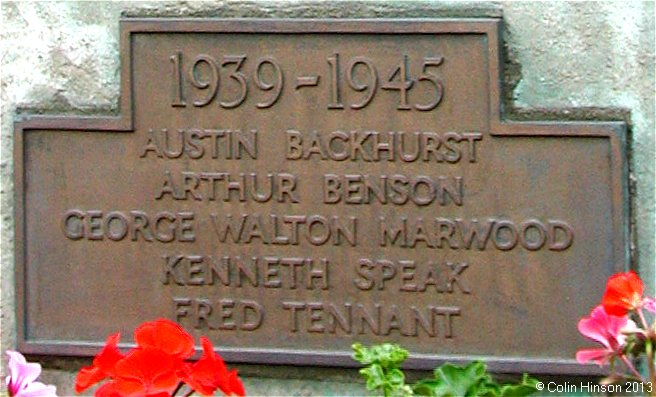 1939-1945
AUSTIN BACKHURST
ARTHUR BENSON
GEORGE WALTON MARWOOD
KENNETH SPEAK
FRED TENNANT
© Colin Hinson 2013